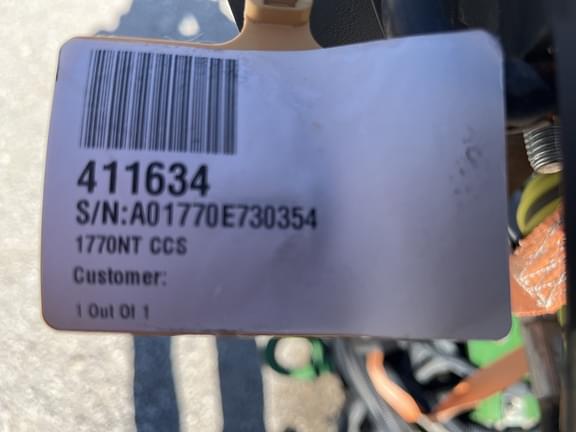 411634
S/N:A01770E730354
1770NT CCS
Customer:
1 Out Of 1